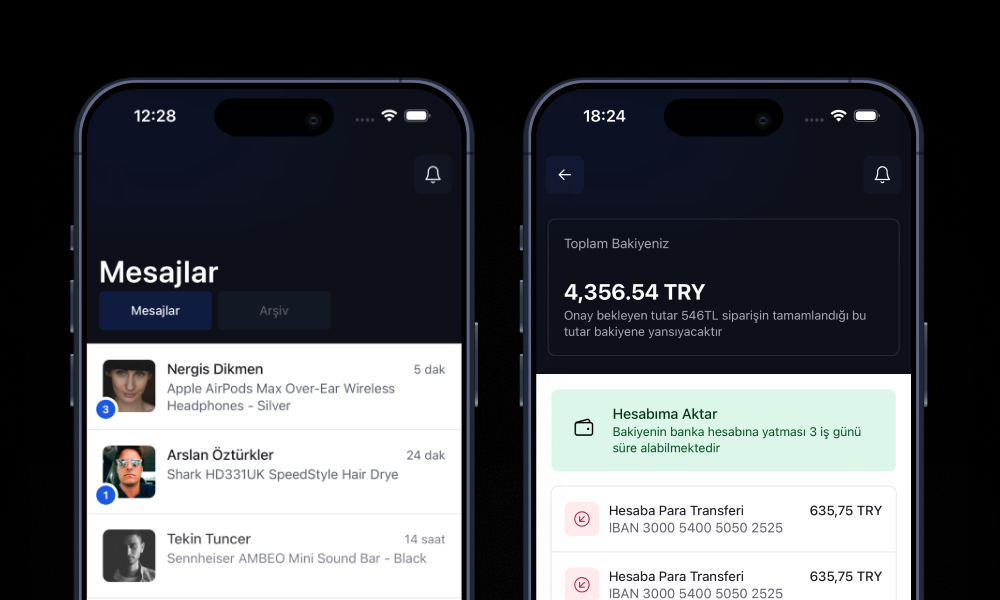 12:28
Mesajlar
Mesajlar
Arşiv
Nergis Dikmen
5 dak
Apple AirPods Max Over-Ear Wireless
Headphones - Silver
3
Arslan Öztürkler
24 dak
Shark HD331UK SpeedStyle Hair Drye
1
Tekin Tuncer
14 saat
Sennheiser AMBEO Mini Sound Bar - Black
18:24
Toplam Bakiyeniz
4,356.54 TRY
Onay bekleyen tutar 546TL siparişin tamamlandığı bu
tutar bakiyene yansıyacaktır
Hesabıma Aktar
Bakiyenin banka hesabına yatması 3 iş günü
süre alabilmektedir
Hesaba Para Transferi
635,75 TRY
IBAN 3000 5400 5050 2525
Hesaba Para Transferi
635,75 TRY
IBAN 3000 5400 5050 2525